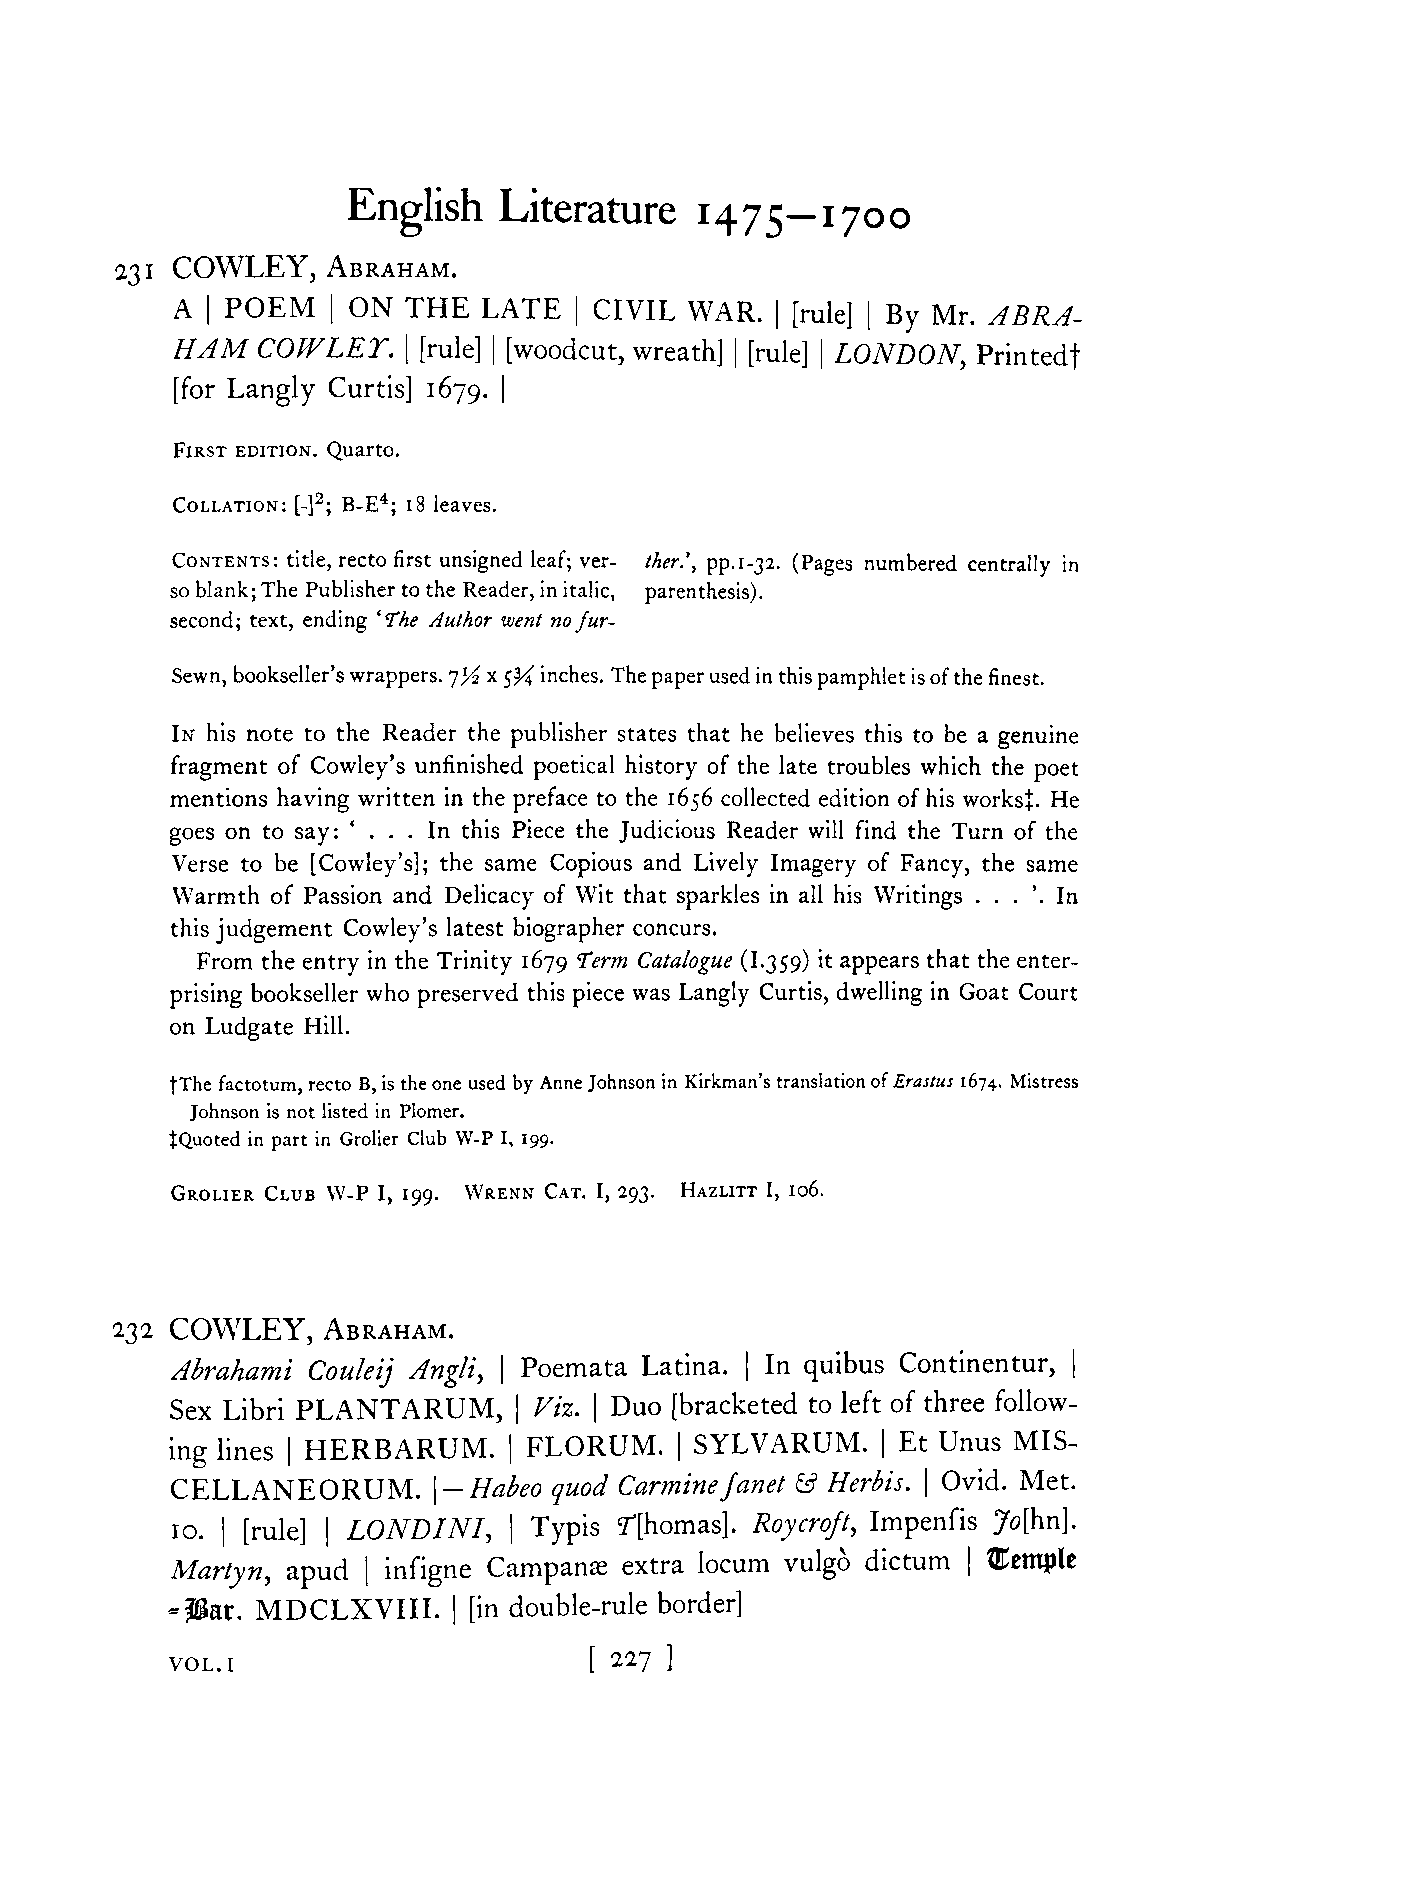 English Literature 1475–1700
231 COWLEY, ABRAHAM.
A | POEM | ON THE LATE | CIVIL WAR. | [rule] | By Mr. ABRA-
HAM COWLEY. | [rule] | [woodcut, wreath] | [rule] | LONDON, Printed†
[for Langly Curtis] 1679. |
FIRST EDITION. Quarto.
COLLATION: [-]²; B-E⁴; 18 leaves.
CONTENTS: title, recto first unsigned leaf; ver-
so blank; The Publisher to the Reader, in italic,
second; text, ending ‘The Author went no fur-
ther.’, pp.1-32. (Pages numbered centrally in
parenthesis).
Sewn, bookseller’s wrappers. 7½ x 5¾ inches. The paper used in this pamphlet is of the finest.
IN his note to the Reader the publisher states that he believes this to be a genuine
fragment of Cowley’s unfinished poetical history of the late troubles which the poet
mentions having written in the preface to the 1656 collected edition of his works‡. He
goes on to say: ‘ . . . In this Piece the Judicious Reader will find the Turn of the
Verse to be [Cowley’s]; the same Copious and Lively Imagery of Fancy, the same
Warmth of Passion and Delicacy of Wit that sparkles in all his Writings . . . ’. In
this judgement Cowley’s latest biographer concurs.
From the entry in the Trinity 1679 Term Catalogue (I.359) it appears that the enter-
prising bookseller who preserved this piece was Langly Curtis, dwelling in Goat Court
on Ludgate Hill.
†The factotum, recto B, is the one used by Anne Johnson in Kirkman’s translation of Erastus 1674. Mistress
Johnson is not listed in Plomer.
‡Quoted in part in Grolier Club W-P I, 199.
GROLIER CLUB W-P I, 199. WRENN CAT. I, 293. HAZLITT I, 106.
232 COWLEY, ABRAHAM.
Abrahami Couleij Angli, | Poemata Latina. | In quibus Continentur, |
Sex Libri PLANTARUM, | Viz. | Duo [bracketed to left of three follow-
ing lines | HERBARUM. | FLORUM. | SYLVARUM. | Et Unus MIS-
CELLANEORUM. |—Habeo quod Carmine ſanet & Herbis. | Ovid. Met.
10. | [rule] | LONDINI, | Typis T[homas]. Roycroft, Impenſis Jo[hn].
Martyn, apud | inſigne Campanæ extra locum vulgò dictum | Temple
=Bar. MDCLXVIII. | [in double-rule border]
VOL.I [ 227 ]